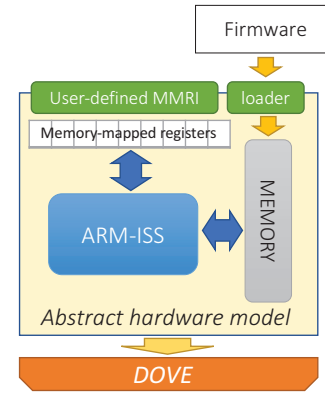 Firmware
User-defined MMRI
loader
Memory-mapped registers
ARM-ISS
MEMORY
Abstract hardware model
DOVE